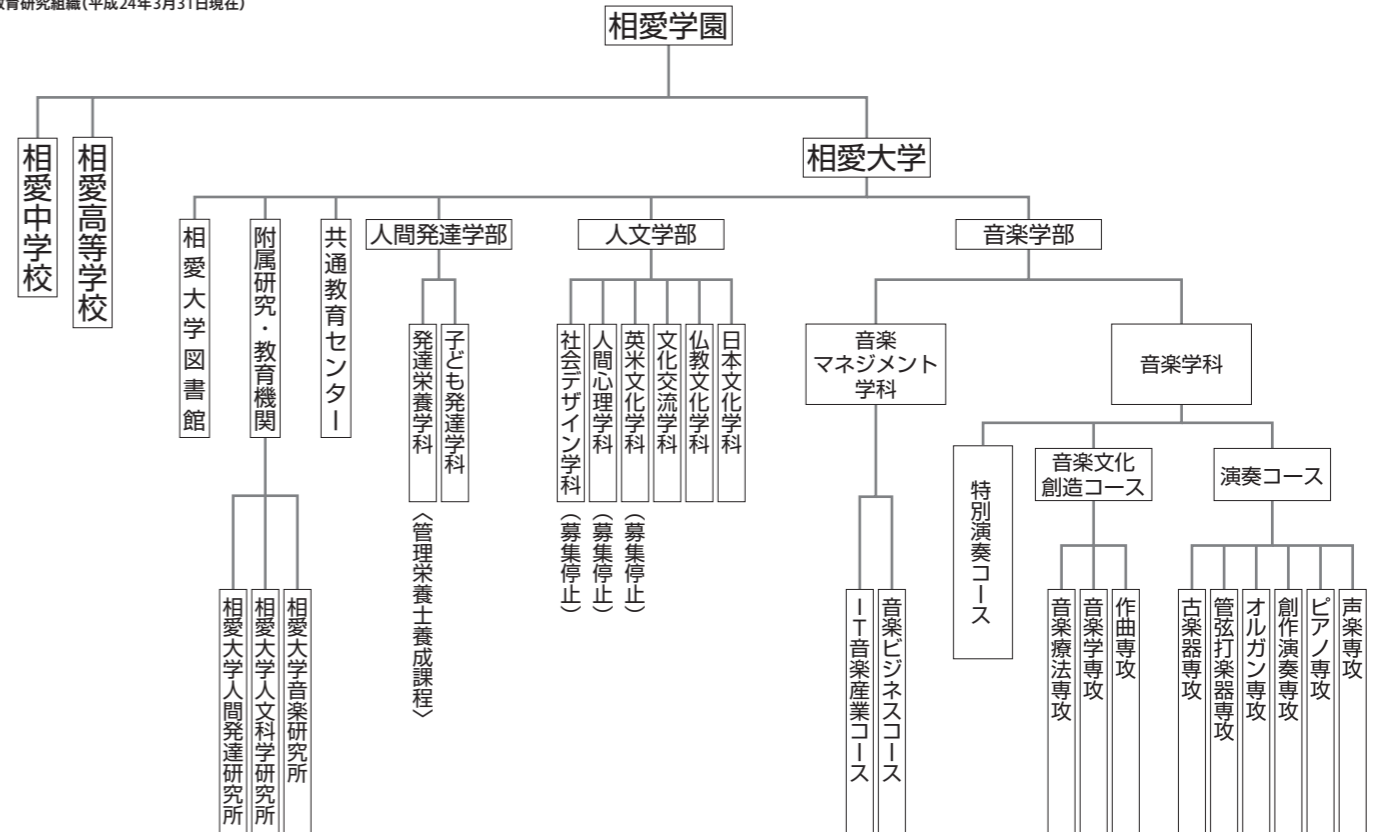 教育研究組織(平成24年3月31日現在)
相愛学園
相愛中学校
相愛高等学校
相愛大学
相愛大学図書館
附属研究・教育機関
共通教育センター
人間発達学部
人文学部
音楽学部
発達栄養学科
〈管理栄養士養成課程〉
子ども発達学科
社会デザイン学科
(募集停止)
人間心理学科
(募集停止)
英米文化学科
(募集停止)
文化交流学科
仏教文化学科
日本文化学科
音楽
マネジメント
学科
音楽学科
特別演奏コース
音楽文化
創造コース
演奏コース
相愛大学人間発達研究所
相愛大学人文科学研究所
相愛大学音楽研究所
IT音楽産業コース
音楽ビジネスコース
音楽療法専攻
音楽学専攻
作曲専攻
古楽器専攻
管弦打楽器専攻
オルガン専攻
創作演奏専攻
ピアノ専攻
声楽専攻